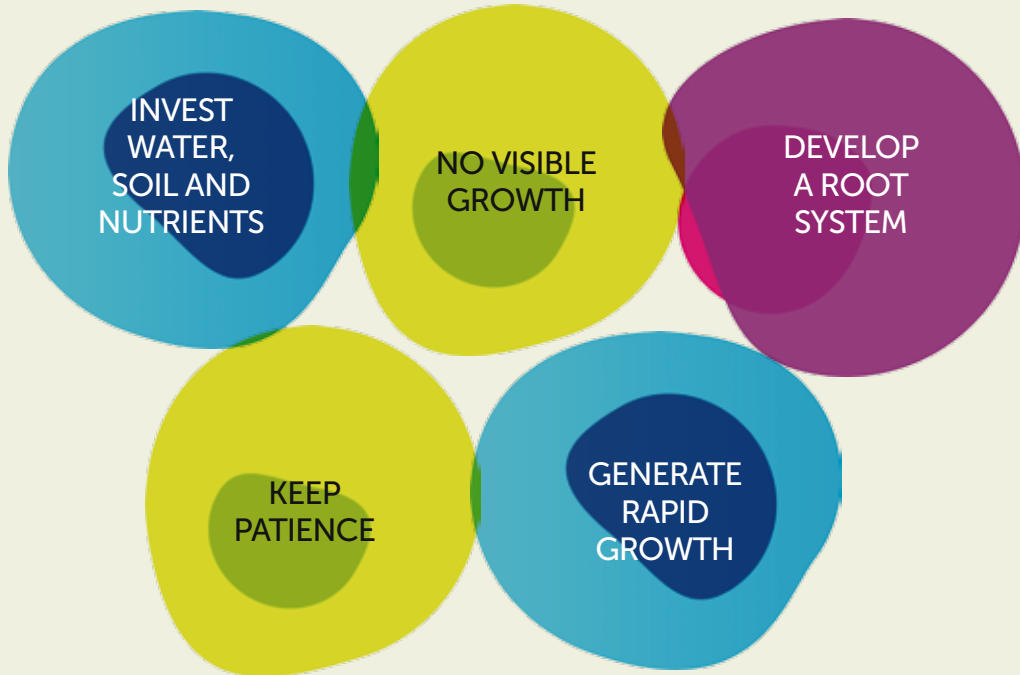 INVEST
WATER,
SOIL AND
NUTRIENTS
NO VISIBLE
GROWTH
DEVELOP
A ROOT
SYSTEM
KEEP
PATIENCE
GENERATE
RAPID
GROWTH